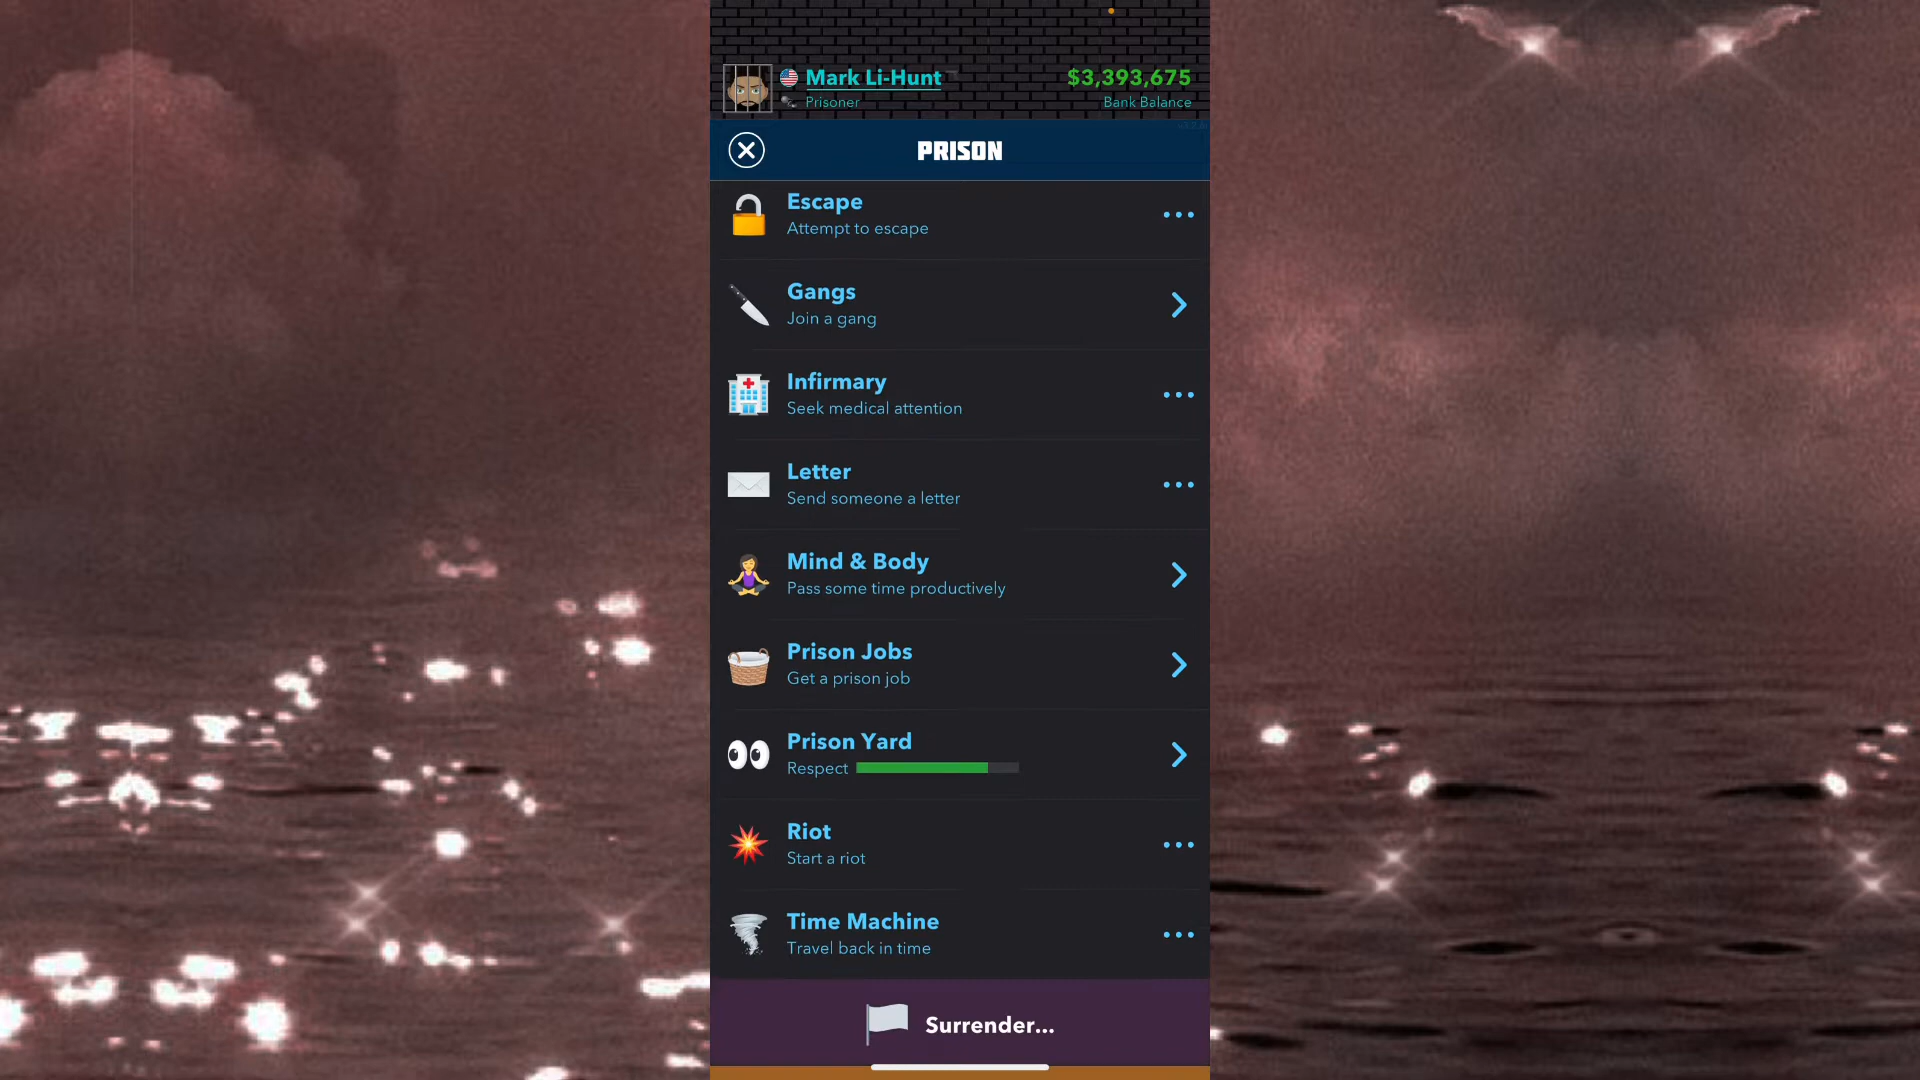 Mark Li-Hunt
$3,393,675
Prisoner
Bank Balance
PRISON
Escape
Attempt to escape
Gangs
Join a gang
Infirmary
Seek medical attention
Letter
Send someone a letter
Mind & Body
Pass some time productively
Prison Jobs
Get a prison job
Prison Yard
Respect
Riot
Start a riot
Time Machine
Travel back in time
Surrender...